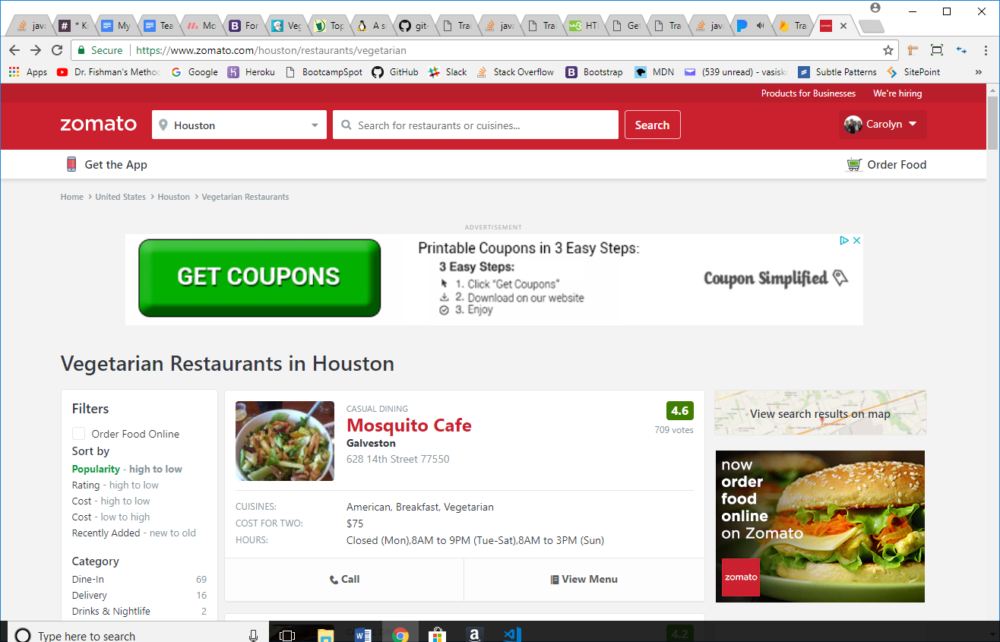 java
* K
My
Tea
Mo
For
Veg
Top
A s
git-
Tra
java
Tra
HT
Ge
Tra
java
Tra
Secure
https://www.zomato.com/houston/restaurants/vegetarian
Apps
Dr. Fishman's Method
Google
Heroku
BootcampSpot
GitHub
Slack
Stack Overflow
Bootstrap
MDN
(539 unread) - vasisk
Subtle Patterns
SitePoint
»
Products for Businesses We're hiring
zomato
Houston
Search for restaurants or cuisines...
Search
Carolyn
Get the App
Order Food
Home > United States > Houston > Vegetarian Restaurants
ADVERTISEMENT
GET COUPONS
Printable Coupons in 3 Easy Steps:
3 Easy Steps:
1. Click "Get Coupons"
2. Download on our website
3. Enjoy
Coupon Simplified
Vegetarian Restaurants in Houston
Filters
Order Food Online
Sort by
Popularity - high to low
Rating - high to low
Cost - high to low
Cost - low to high
Recently Added - new to old
Category
Dine-In 69
Delivery 16
Drinks & Nightlife 2
CASUAL DINING
Mosquito Cafe
Galveston
628 14th Street 77550
4.6
709 votes
CUISINES: American, Breakfast, Vegetarian
COST FOR TWO: $75
HOURS: Closed (Mon),8AM to 9PM (Tue-Sat),8AM to 3PM (Sun)
Call
View Menu
View search results on map
now
order
food
online
on Zomato
zomato
4.2
Type here to search